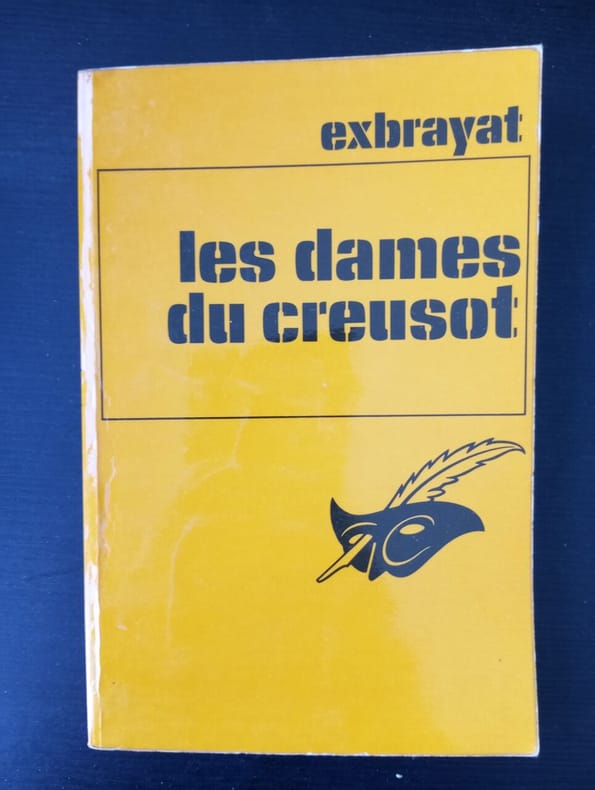 exbrayat
les dames
du creusot